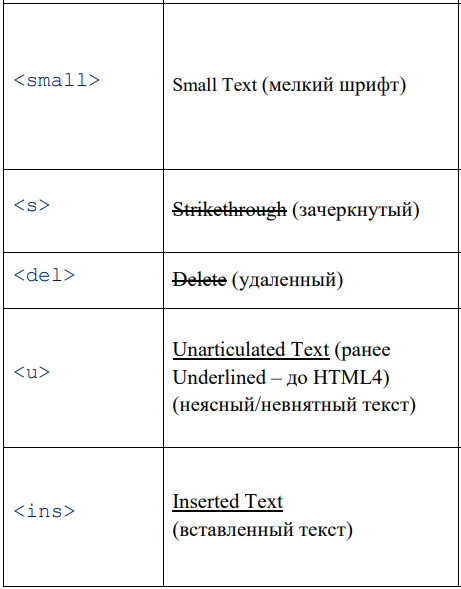 <small>
Small Text (мелкий шрифт)
<s>
Strikethrough (зачеркнутый)
<del>
Delete (удаленный)
<u>
Unarticulated Text (ранее
Underlined – до HTML4)
(неясный/невнятный текст)
<ins>
Inserted Text
(вставленный текст)